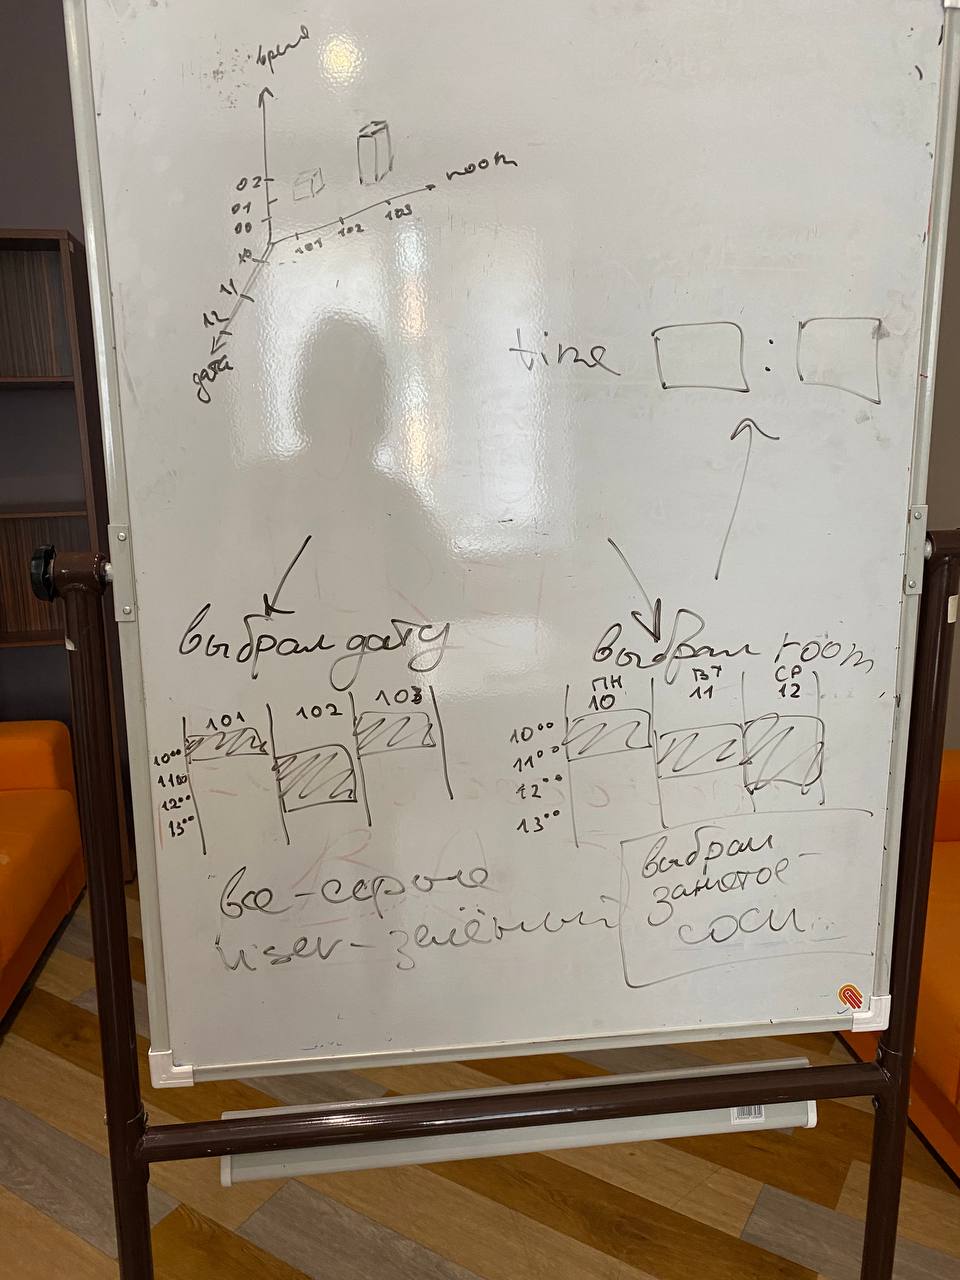 время
room
02
01
00
101 102 103
10
11
12
дата
time :
выбрал дату
выбрал room
101 102 103
10⁰⁰
11⁰⁰
12⁰⁰
13⁰⁰
ПН ВТ СР
10 11 12
10⁰⁰
11⁰⁰
12⁰⁰
13⁰⁰
все - серые
user - зелёный
выбрал
занятое -
соси...